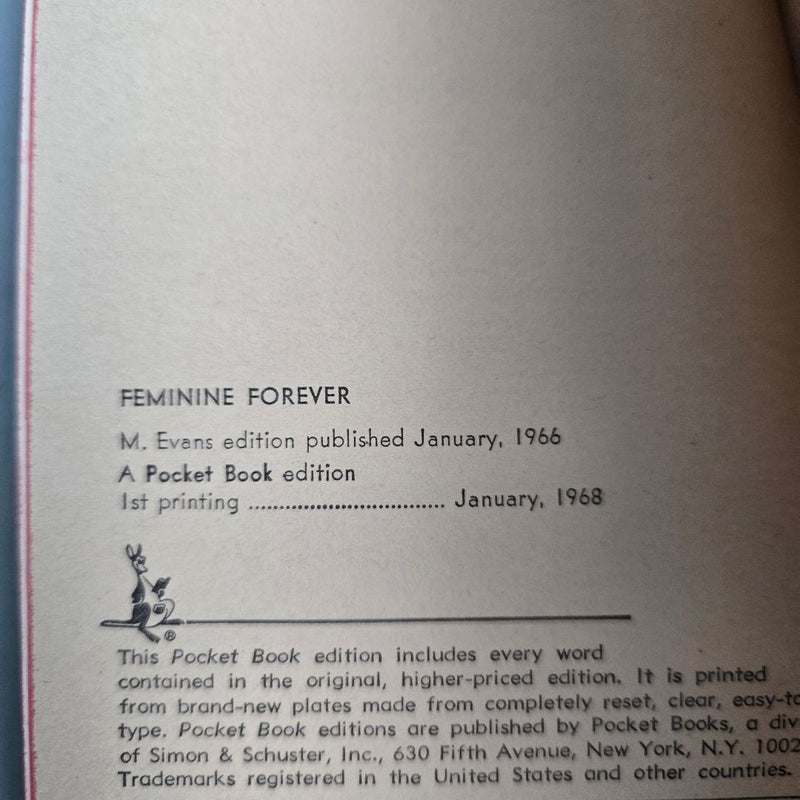 FEMININE FOREVER
M. Evans edition published January, 1966
A Pocket Book edition
1st printing ................................ January, 1968
®
This Pocket Book edition includes every word
contained in the original, higher-priced edition. It is printed
from brand-new plates made from completely reset, clear, easy-to
type. Pocket Book editions are published by Pocket Books, a div
of Simon & Schuster, Inc., 630 Fifth Avenue, New York, N.Y. 1002
Trademarks registered in the United States and other countries.